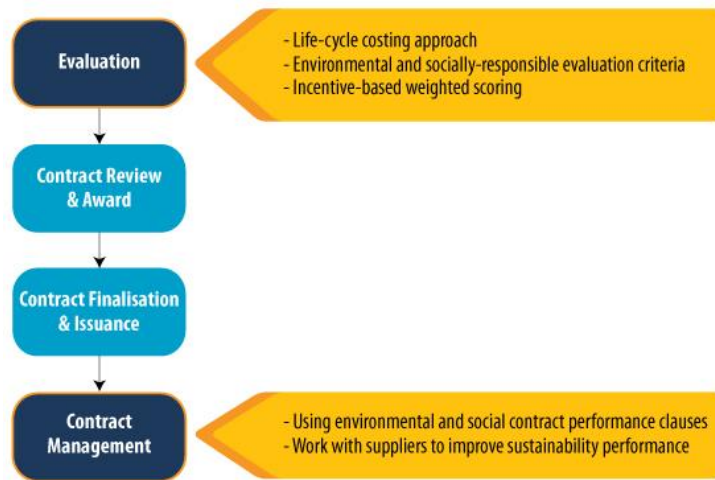 Evaluation
- Life-cycle costing approach
- Environmental and socially-responsible evaluation criteria
- Incentive-based weighted scoring
Contract Review
& Award
Contract Finalisation
& Issuance
Contract
Management
- Using environmental and social contract performance clauses
- Work with suppliers to improve sustainability performance